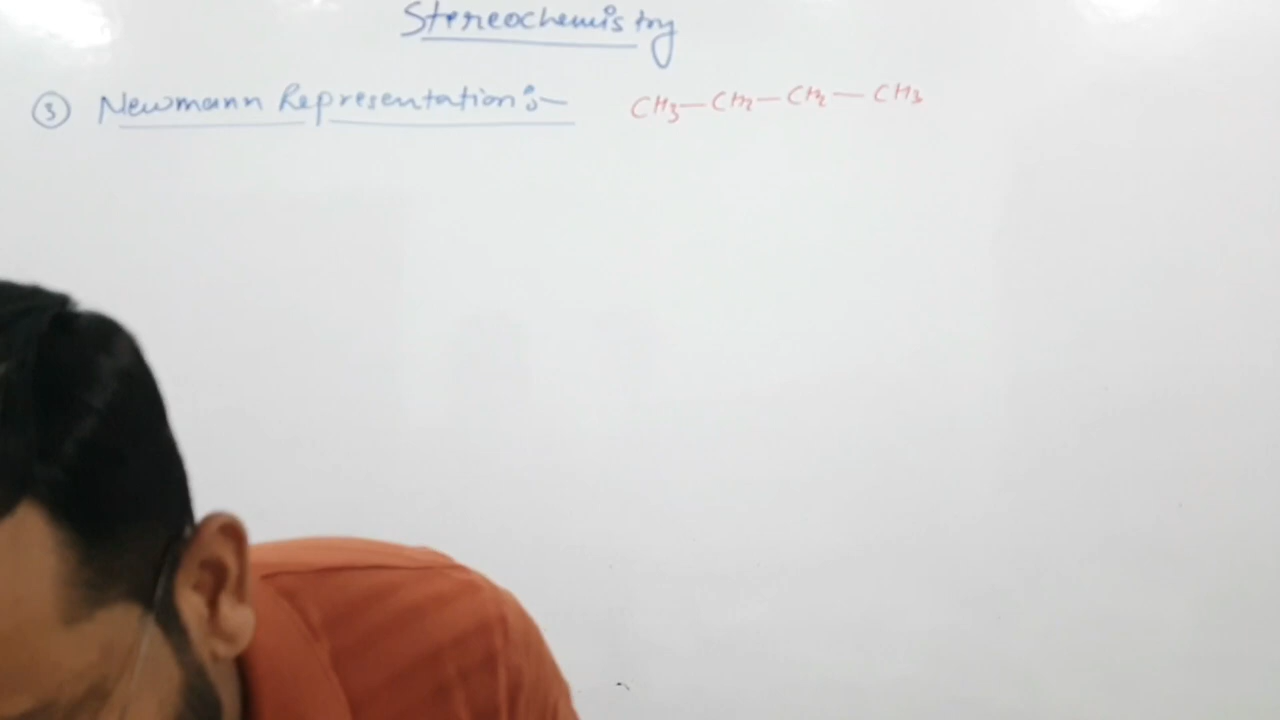 Stereochemistry
③ Newmann Representation :- CH₃—CH₂—CH₂—CH₃